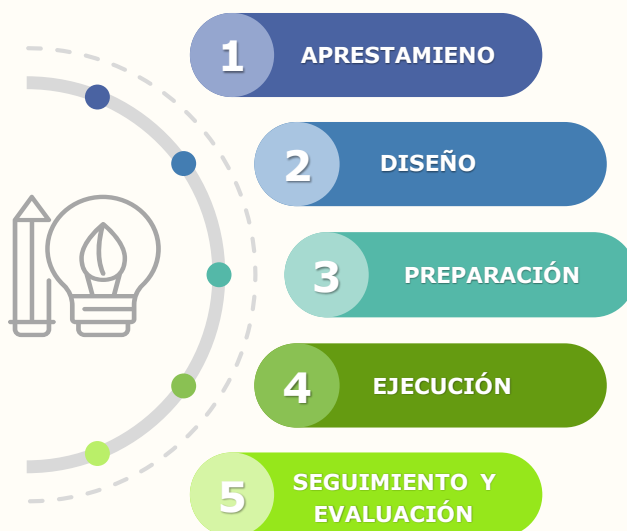 1
APRESTAMIENO
2
DISEÑO
3
PREPARACIÓN
4
EJECUCIÓN
5
SEGUIMIENTO Y
EVALUACIÓN